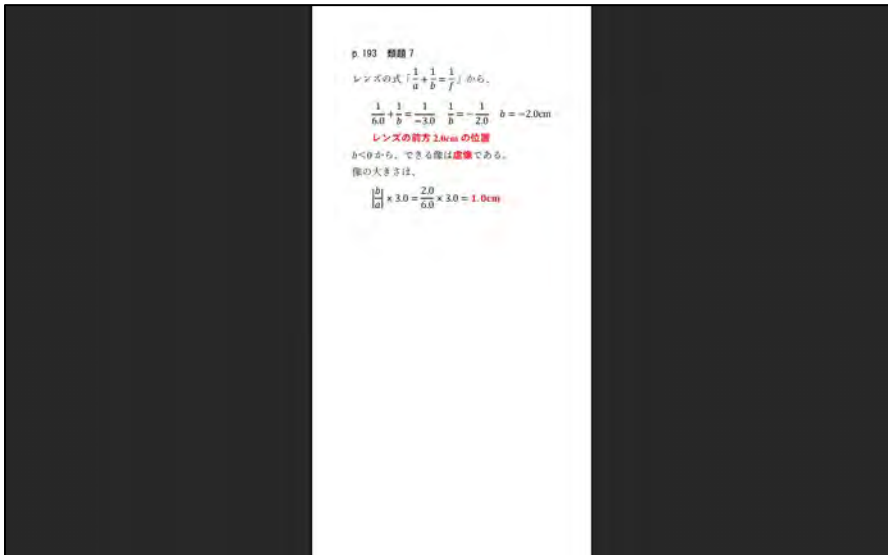 p. 193 類題 7
レンズの式「1/a + 1/b = 1/f」から、
1/6.0 + 1/b = 1/−3.0 1/b = −1/2.0 b = −2.0cm
レンズの前方 2.0cm の位置
b<0 から、できる像は虚像である。
像の大きさは、
|b/a| × 3.0 = 2.0/6.0 × 3.0 = 1.0cm